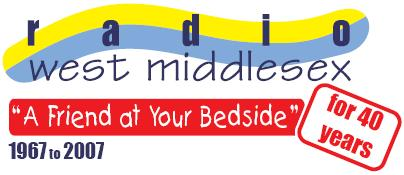 radio
west middlesex
"A Friend at Your Bedside"
for 40
years
1967 to 2007